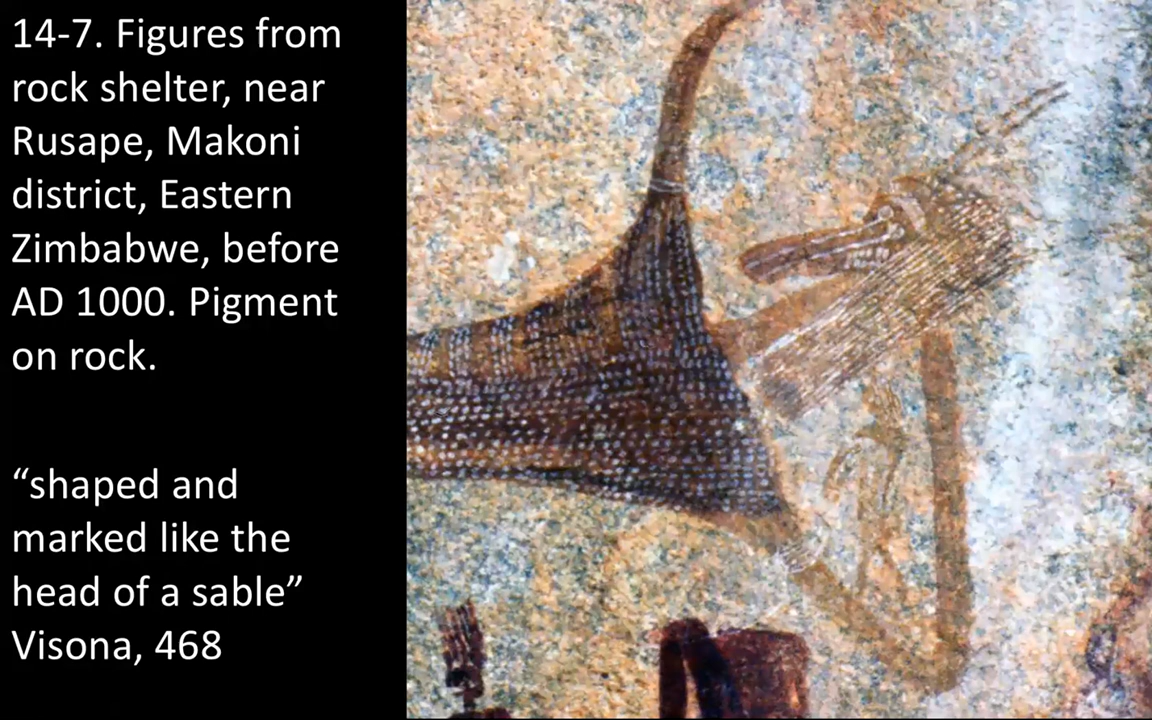 14-7. Figures from
rock shelter, near
Rusape, Makoni
district, Eastern
Zimbabwe, before
AD 1000. Pigment
on rock.
“shaped and
marked like the
head of a sable”
Visona, 468